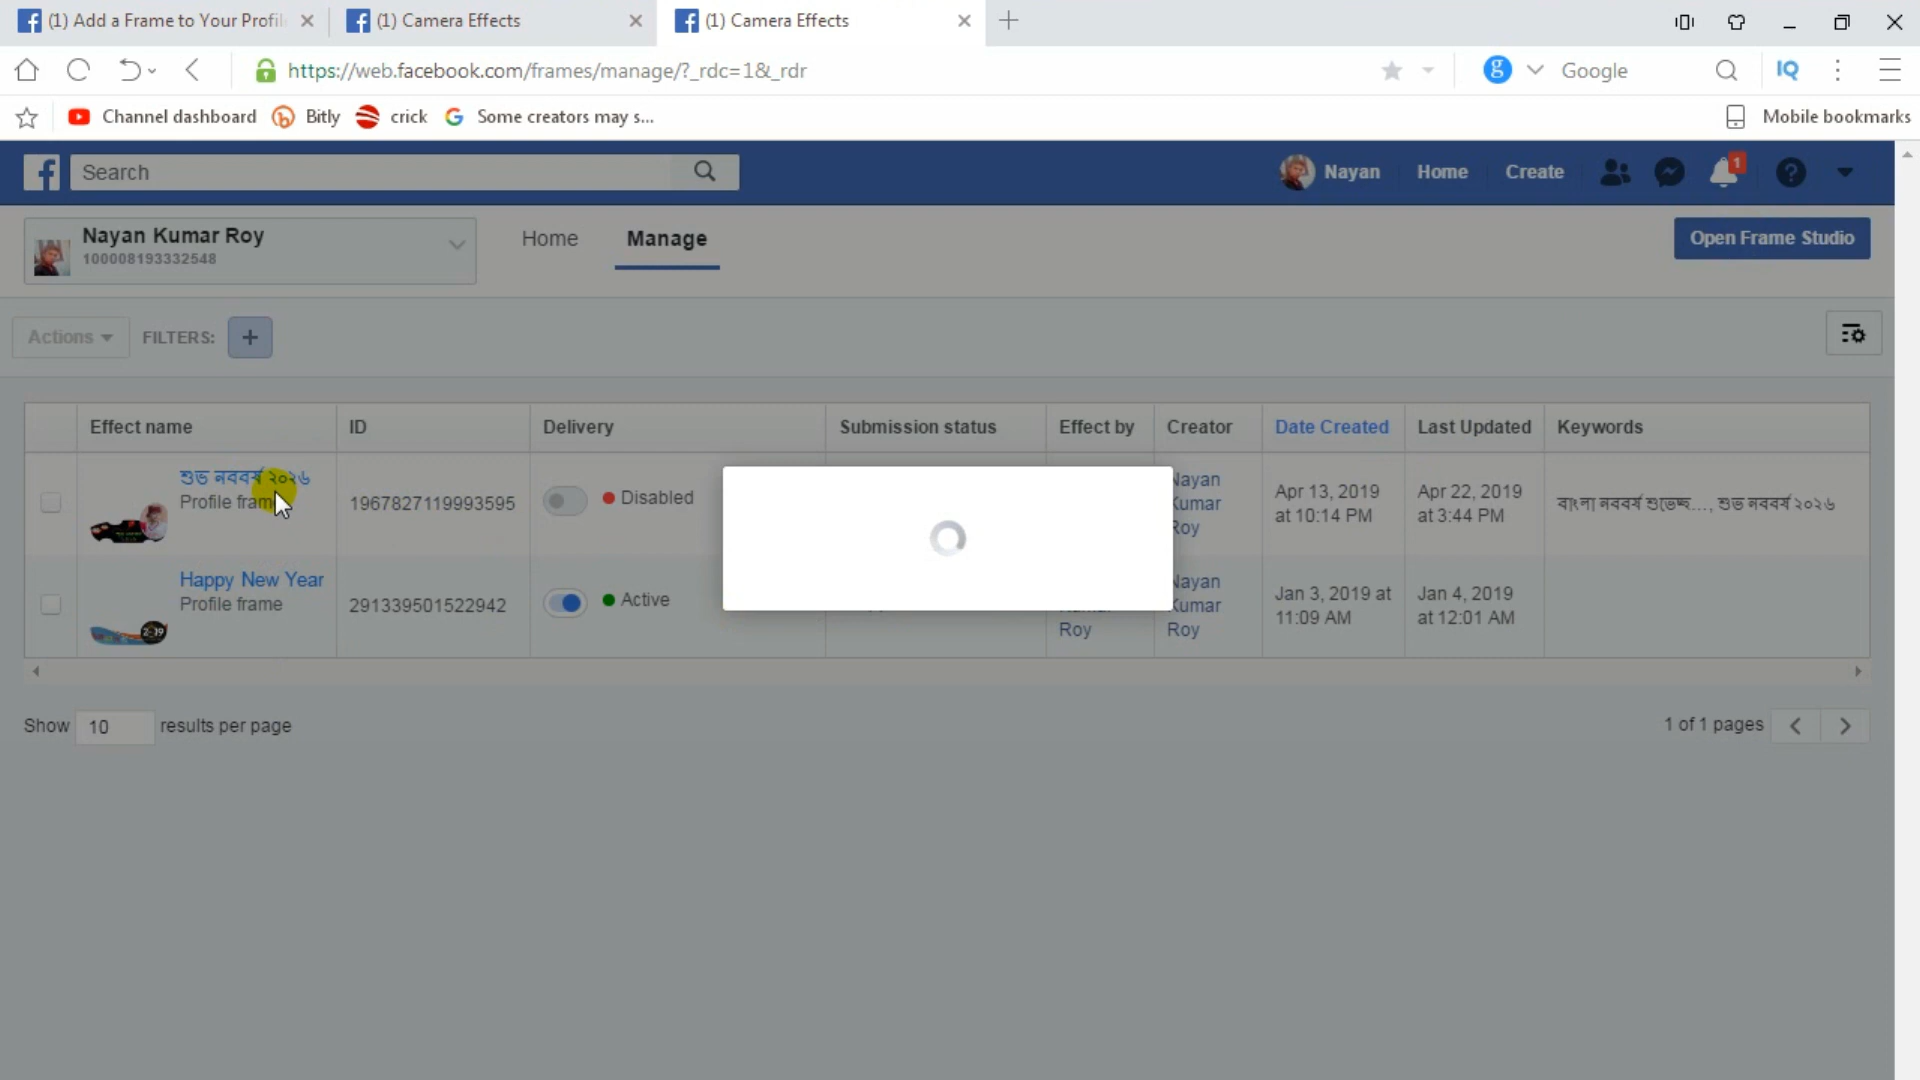 (1) Add a Frame to Your Profil
(1) Camera Effects
(1) Camera Effects
https://web.facebook.com/frames/manage/?_rdc=1&_rdr
Google
IQ
Channel dashboard
Bitly
crick
Some creators may s...
Mobile bookmarks
Search
Nayan
Home
Create
1
Nayan Kumar Roy
100008193332548
Home
Manage
Open Frame Studio
Actions
FILTERS:
Effect name
ID
Delivery
Submission status
Effect by
Creator
Date Created
Last Updated
Keywords
শুভ নববর্ষ ২০২৬
Profile frame
1967827119993595
Disabled
Nayan
Kumar
Roy
Apr 13, 2019
at 10:14 PM
Apr 22, 2019
at 3:44 PM
বাংলা নববর্ষ শুভেচ্ছ..., শুভ নববর্ষ ২০২৬
Happy New Year
Profile frame
291339501522942
Active
Kumar
Roy
Nayan
Kumar
Roy
Jan 3, 2019 at
11:09 AM
Jan 4, 2019
at 12:01 AM
Show 10 results per page
1 of 1 pages